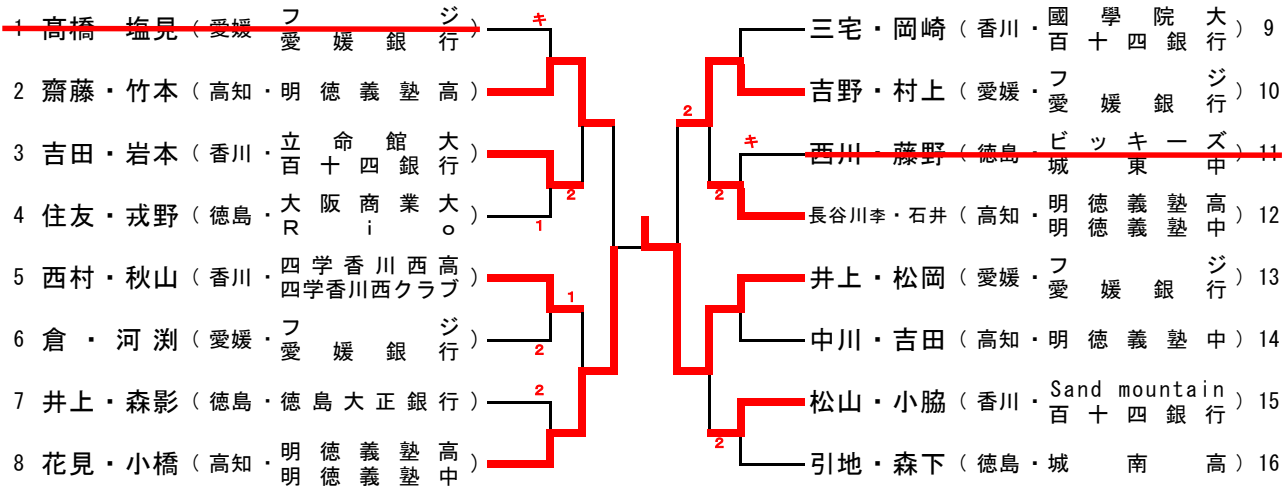 1 髙橋・塩見（愛媛・フジ 愛媛銀行）
キ
2 齋藤・竹本（高知・明徳義塾高）
3 吉田・岩本（香川・立命館大 百十四銀行）
2
4 住友・戎野（徳島・大阪商業大 Rio）
1
5 西村・秋山（香川・四学香川西高 四学香川西クラブ）
1
6 倉・河渕（愛媛・フジ 愛媛銀行）
2
7 井上・森影（徳島・徳島大正銀行）
2
8 花見・小橋（高知・明徳義塾高 明徳義塾中）
三宅・岡崎（香川・國學院大 百十四銀行）9
吉野・村上（愛媛・フジ 愛媛銀行）10
2
キ
西川・藤野（徳島・ビッキーズ 城東中）11
2
長谷川李・石井（高知・明徳義塾高 明徳義塾中）12
井上・松岡（愛媛・フジ 愛媛銀行）13
中川・吉田（高知・明徳義塾中）14
松山・小脇（香川・Sand mountain 百十四銀行）15
2
引地・森下（徳島・城南高）16